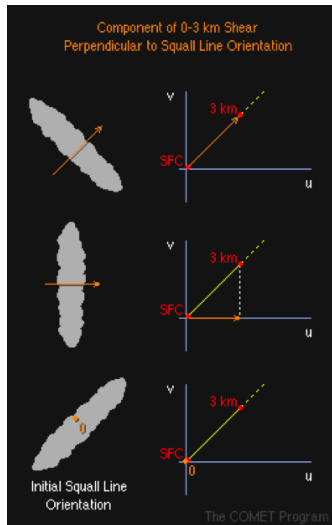 Component of 0-3 km Shear
Perpendicular to Squall Line Orientation
v
3 km
SFC
u
v
3 km
SFC
u
v
3 km
0
SFC
0
u
Initial Squall Line
Orientation
The COMET Program